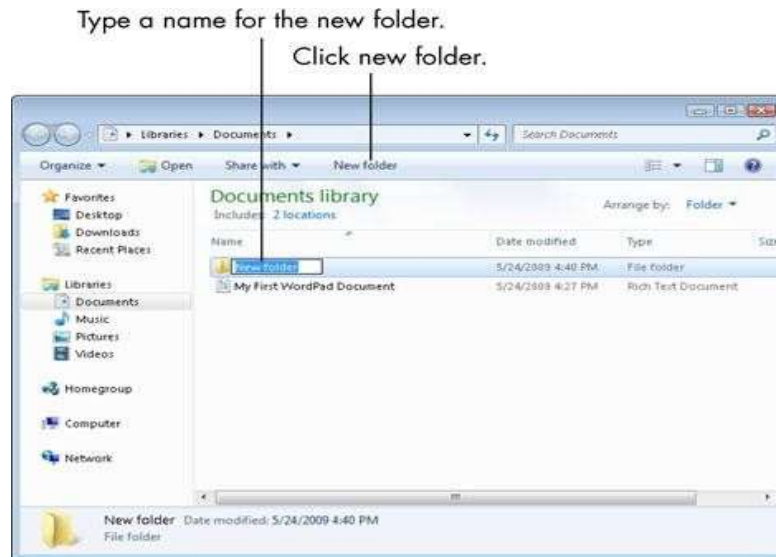 Type a name for the new folder.
Click new folder.
Libraries Documents
Search Documents
Organize Open Share with New folder
Favorites
Desktop
Downloads
Recent Places
Libraries
Documents
Music
Pictures
Videos
Homegroup
Computer
Network
Documents library
Includes: 2 locations
Arrange by: Folder
Name Date modified Type
New folder 5/24/2009 4:40 PM File folder
My First WordPad Document 5/24/2009 4:27 PM Rich Text Document
New folder Date modified: 5/24/2009 4:40 PM
File folder